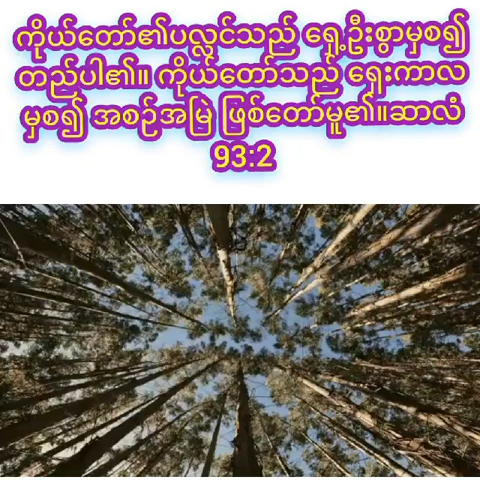 ကိုယ်တော်၏ပလ္လင်သည် ရှေ့ဦးစွာမှစ၍
တည်ပါ၏။ ကိုယ်တော်သည် ရှေးကာလ
မှစ၍ အစဉ်အမြဲ ဖြစ်တော်မူ၏။ဆာလံ
93:2